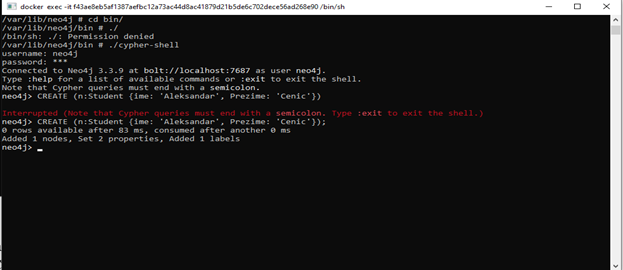 docker exec -it f43ae8eb5af1387aefbc12a73ac44d8ac41879d21b5de6c702dece56ad268e90 /bin/sh
/var/lib/neo4j # cd bin/
/var/lib/neo4j/bin # ./
/bin/sh: ./: Permission denied
/var/lib/neo4j/bin # ./cypher-shell
username: neo4j
password: ***
Connected to Neo4j 3.3.9 at bolt://localhost:7687 as user neo4j.
Type :help for a list of available commands or :exit to exit the shell.
Note that Cypher queries must end with a semicolon.
neo4j> CREATE (n:Student {ime: 'Aleksandar', Prezime: 'Cenic'})
Interrupted (Note that Cypher queries must end with a semicolon. Type :exit to exit the shell.)
neo4j> CREATE (n:Student {ime: 'Aleksandar', Prezime: 'Cenic'});
0 rows available after 83 ms, consumed after another 0 ms
Added 1 nodes, Set 2 properties, Added 1 labels
neo4j>